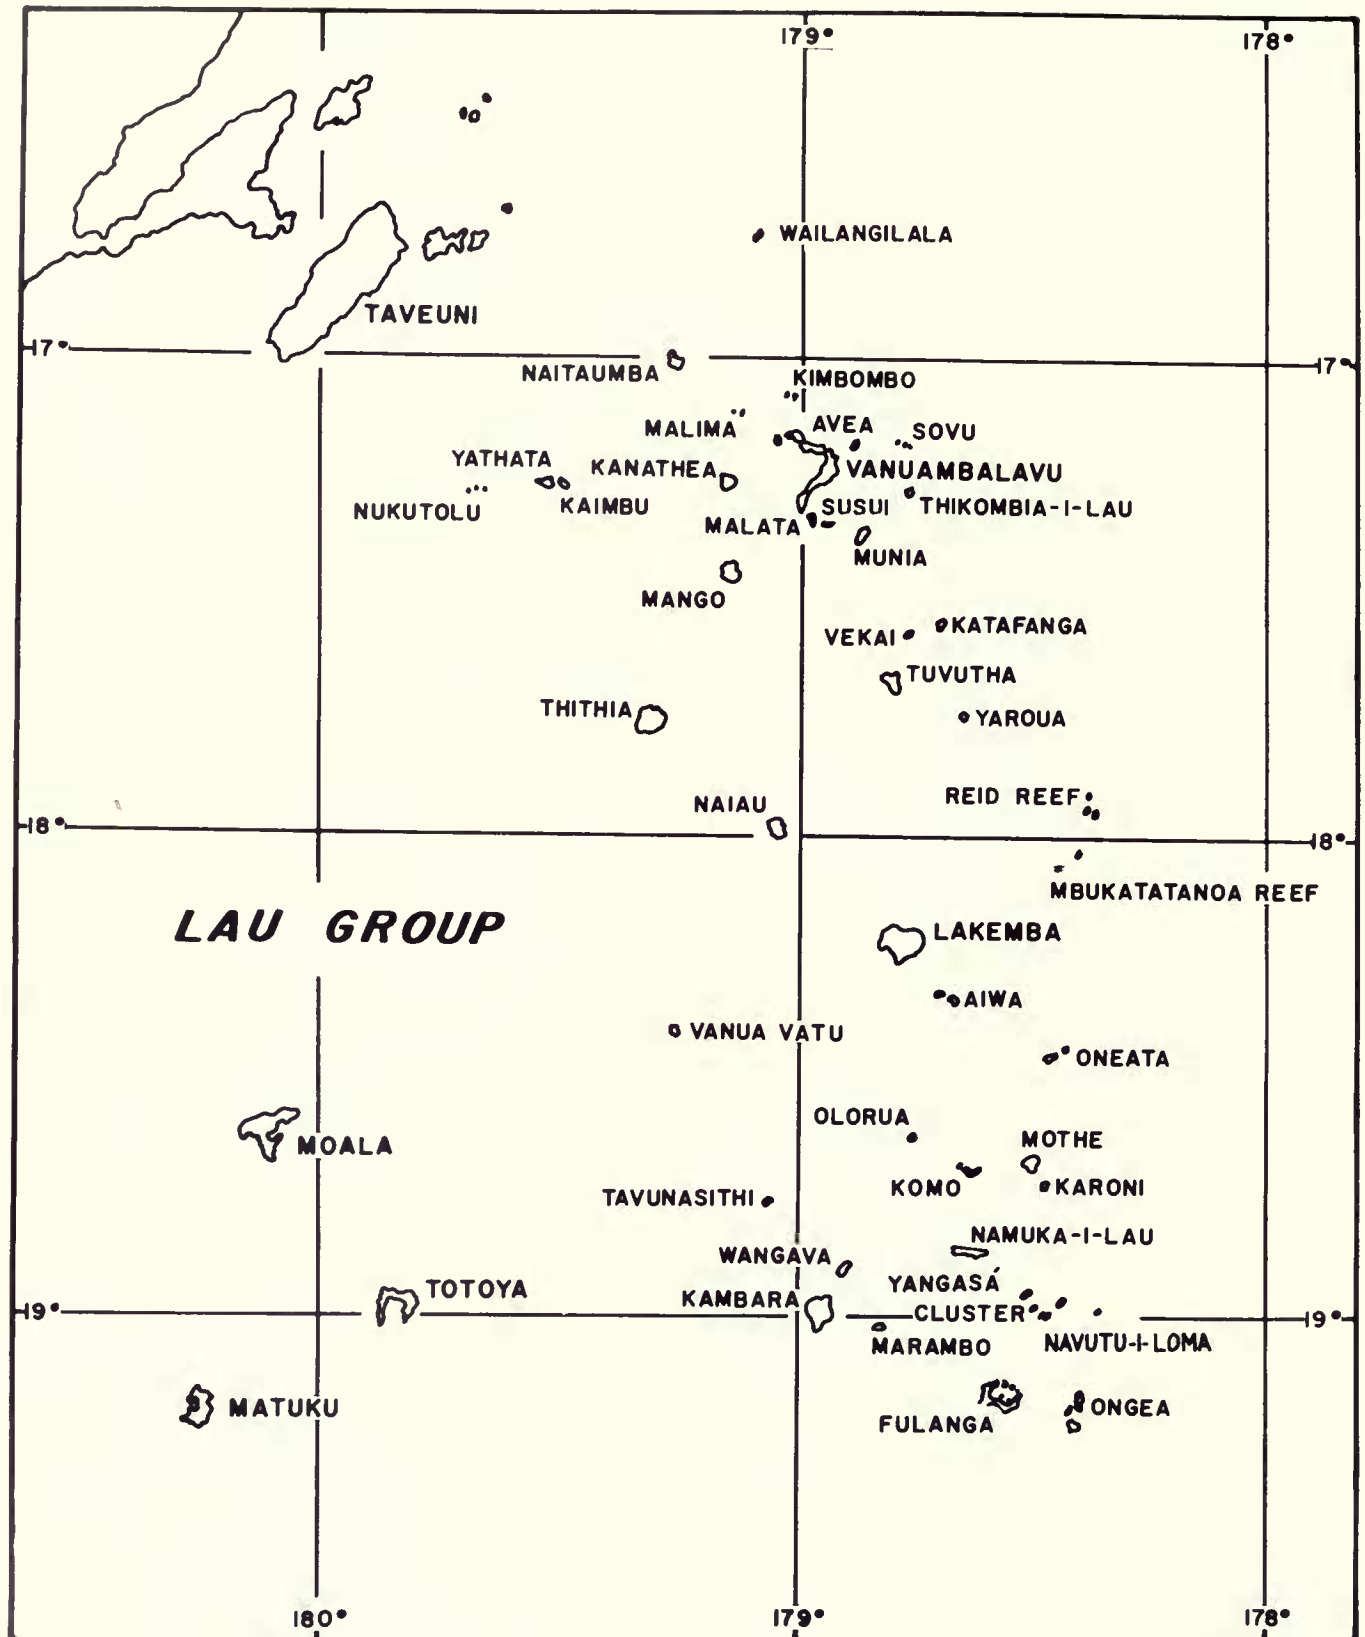 179° 178°
WAILANGILALA
TAVEUNI
17° 17°
NAITAUMBA
KIMBOMBO
MALIMA
AVEA
SOVU
YATHATA
KANATHEA
VANUAMBALAVU
NUKUTOLU
KAIMBU
SUSUI
THIKOMBIA-I-LAU
MALATA
MUNIA
MANGO
VEKAI
KATAFANGA
TUVUTHA
THITHIA
YAROUA
NAIAU
REID REEF
18° 18°
MBUKATATANOA REEF
LAU GROUP
LAKEMBA
AIWA
VANUA VATU
ONEATA
OLORUA
MOTHE
MOALA
KOMO
KARONI
TAVUNASITHI
NAMUKA-I-LAU
WANGAVA
YANGASÁ
CLUSTER
TOTOYA
KAMBARA
19° 19°
MARAMBO
NAVUTU-I-LOMA
MATUKU
FULANGA
ONGEA
180° 179° 178°